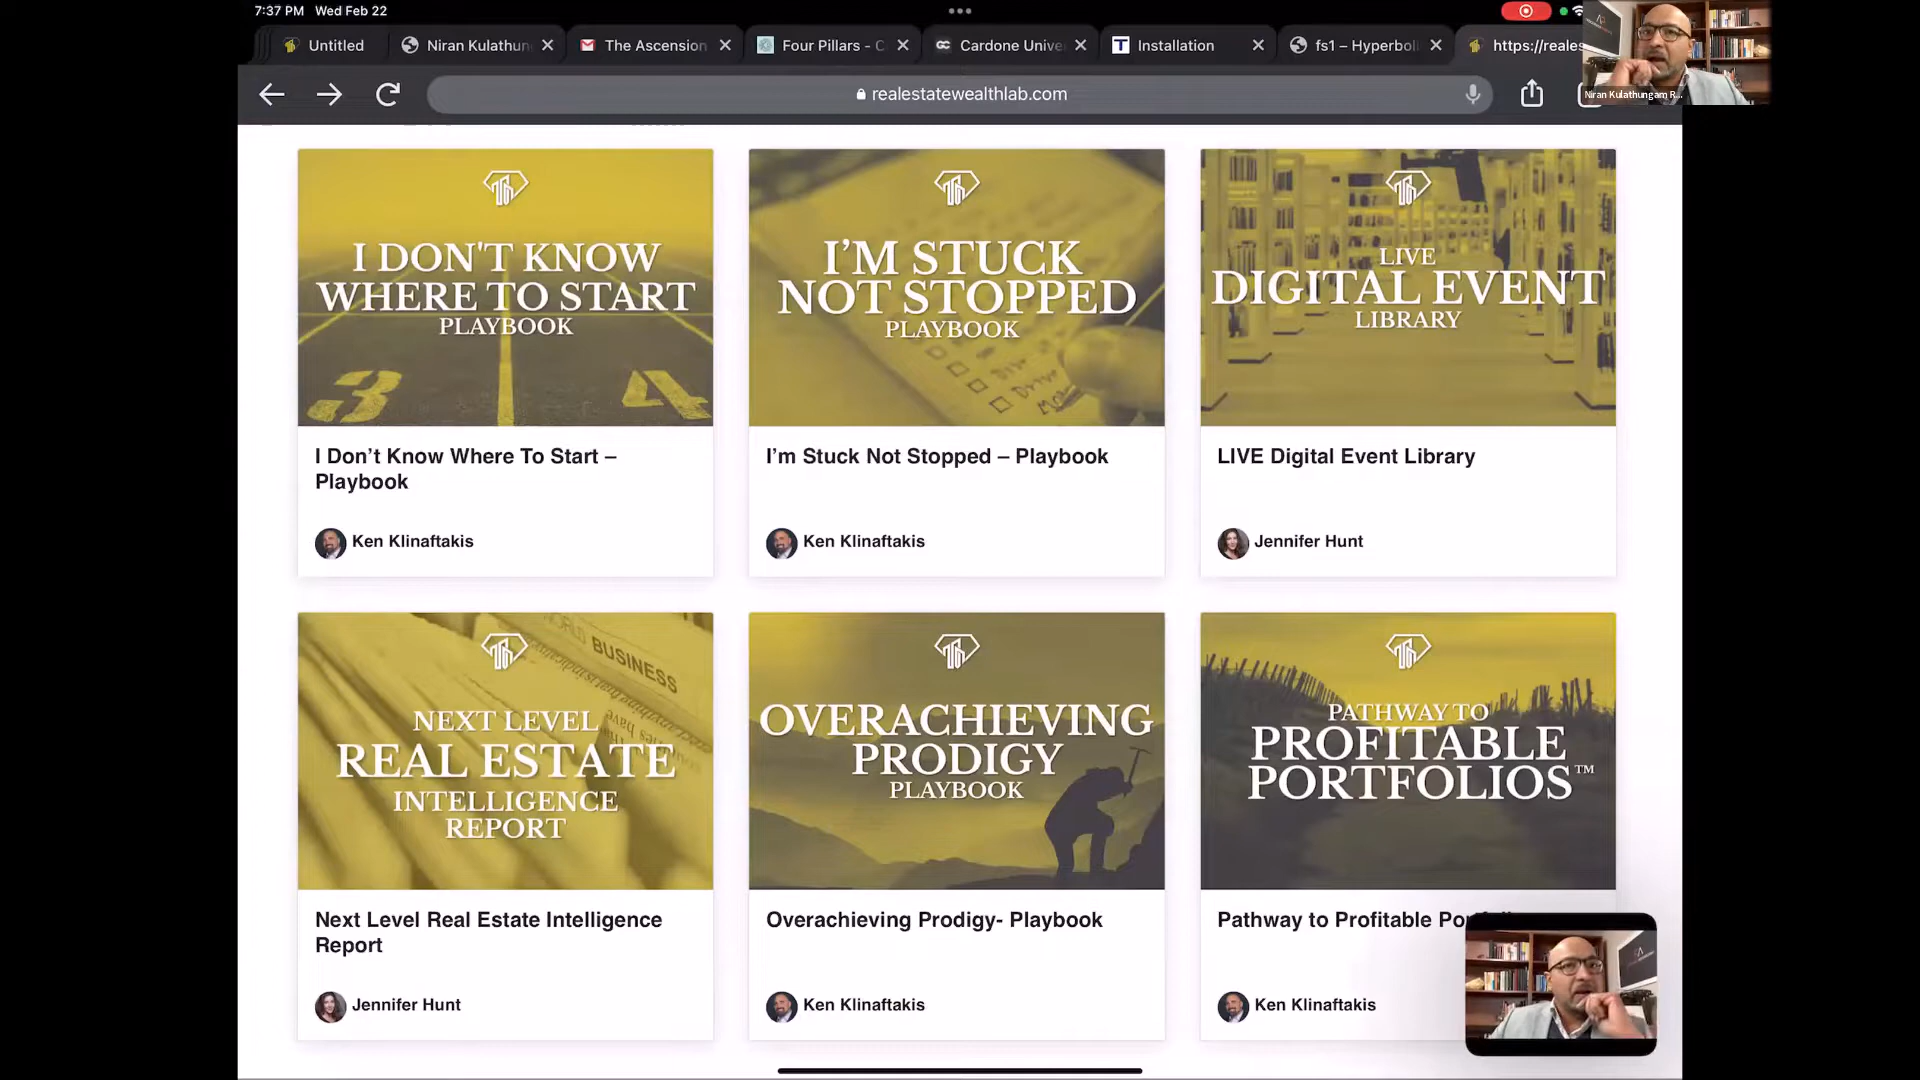 7:37 PM Wed Feb 22
Untitled
Niran Kulathun
The Ascension
Four Pillars - C
Cardone Unive
Installation
fs1 – Hyperboli
https://reales
Niran Kulathungam, R...
realestatewealthlab.com
I DON'T KNOW
WHERE TO START
PLAYBOOK
3 4
I Don’t Know Where To Start –
Playbook
Ken Klinaftakis
I’M STUCK
NOT STOPPED
PLAYBOOK
I’m Stuck Not Stopped – Playbook
Ken Klinaftakis
LIVE
DIGITAL EVENT
LIBRARY
LIVE Digital Event Library
Jennifer Hunt
BUSINESS
NEXT LEVEL
REAL ESTATE
INTELLIGENCE
REPORT
Next Level Real Estate Intelligence
Report
Jennifer Hunt
OVERACHIEVING
PRODIGY
PLAYBOOK
Overachieving Prodigy- Playbook
Ken Klinaftakis
PATHWAY TO
PROFITABLE
PORTFOLIOS™
Pathway to Profitable Po
Ken Klinaftakis